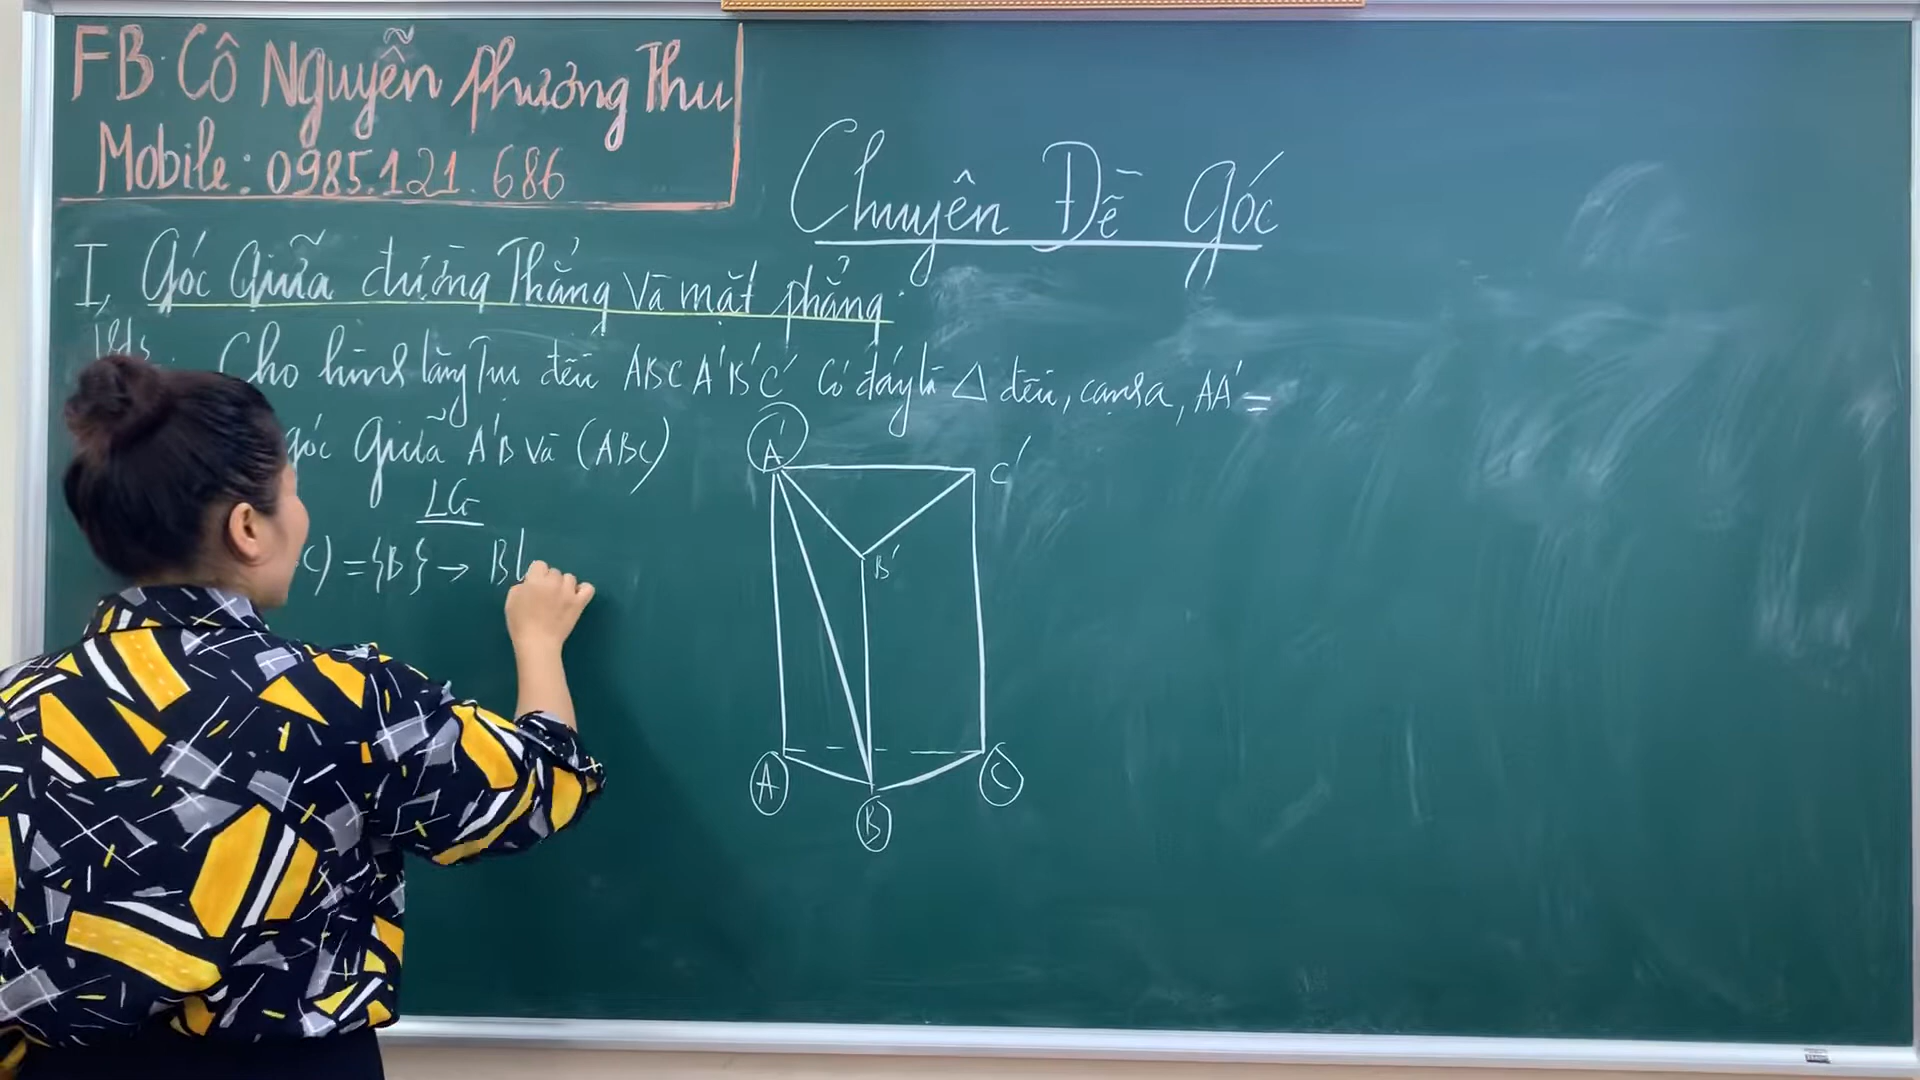 FB: Cô Nguyễn Phương Thu
Mobile: 0985.121.686
Chuyên Đề Góc
I, Góc Giữa đường Thẳng và mặt phẳng.
Cho hình lăng Trụ đều ABC A'B'C' Có đáy là Δ đều, cạnh a, AA' =
góc Giữa A'B và (ABC)
LG
C) = {B} → B
A'
C'
B'
A
C
B